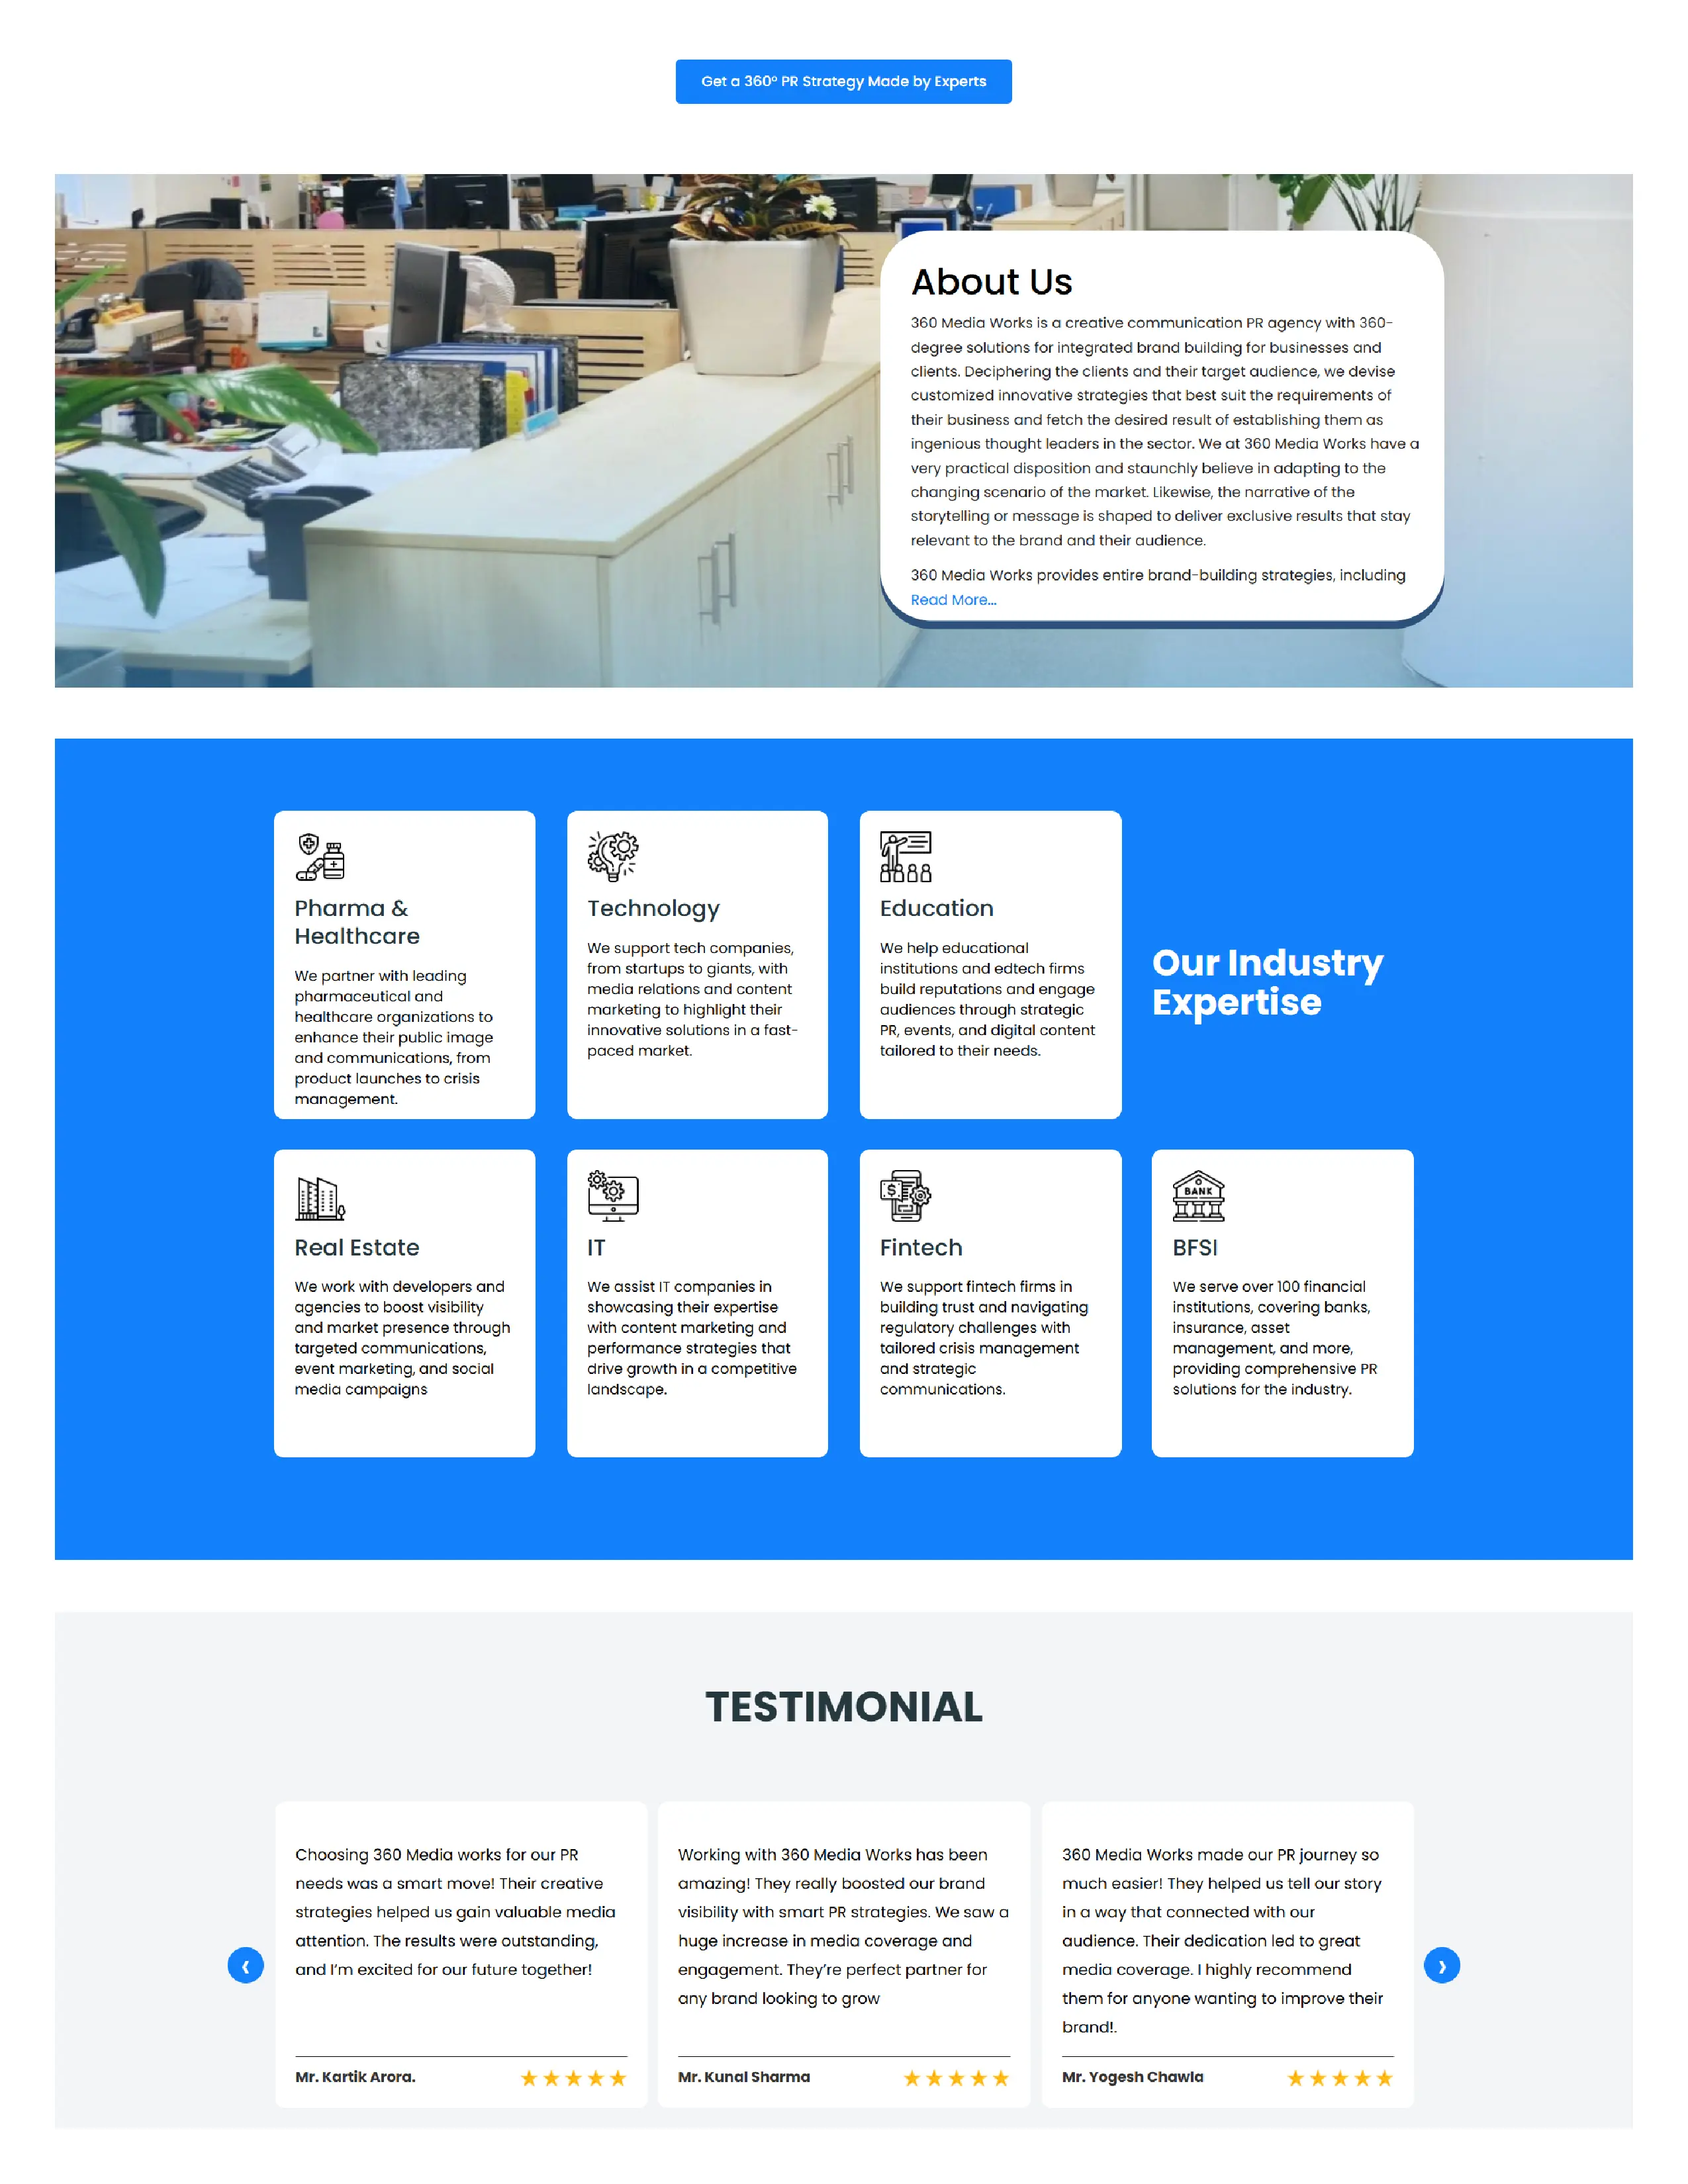 Get a 360º PR Strategy Made by Experts
About Us
360 Media Works is a creative communication PR agency with 360-
degree solutions for integrated brand building for businesses and
clients. Deciphering the clients and their target audience, we devise
customized innovative strategies that best suit the requirements of
their business and fetch the desired result of establishing them as
ingenious thought leaders in the sector. We at 360 Media Works have a
very practical disposition and staunchly believe in adapting to the
changing scenario of the market. Likewise, the narrative of the
storytelling or message is shaped to deliver exclusive results that stay
relevant to the brand and their audience.
360 Media Works provides entire brand-building strategies, including
Read More...
Pharma &
Healthcare
We partner with leading
pharmaceutical and
healthcare organizations to
enhance their public image
and communications, from
product launches to crisis
management.
Technology
We support tech companies,
from startups to giants, with
media relations and content
marketing to highlight their
innovative solutions in a fast-
paced market.
Education
We help educational
institutions and edtech firms
build reputations and engage
audiences through strategic
PR, events, and digital content
tailored to their needs.
Our Industry
Expertise
Real Estate
We work with developers and
agencies to boost visibility
and market presence through
targeted communications,
event marketing, and social
media campaigns
IT
We assist IT companies in
showcasing their expertise
with content marketing and
performance strategies that
drive growth in a competitive
landscape.
Fintech
We support fintech firms in
building trust and navigating
regulatory challenges with
tailored crisis management
and strategic
communications.
BANK
BFSI
We serve over 100 financial
institutions, covering banks,
insurance, asset
management, and more,
providing comprehensive PR
solutions for the industry.
TESTIMONIAL
Choosing 360 Media works for our PR
needs was a smart move! Their creative
strategies helped us gain valuable media
attention. The results were outstanding,
and I'm excited for our future together!
Mr. Kartik Arora.
Working with 360 Media Works has been
amazing! They really boosted our brand
visibility with smart PR strategies. We saw a
huge increase in media coverage and
engagement. They're perfect partner for
any brand looking to grow
Mr. Kunal Sharma
360 Media Works made our PR journey so
much easier! They helped us tell our story
in a way that connected with our
audience. Their dedication led to great
media coverage. I highly recommend
them for anyone wanting to improve their
brand!.
Mr. Yogesh Chawla